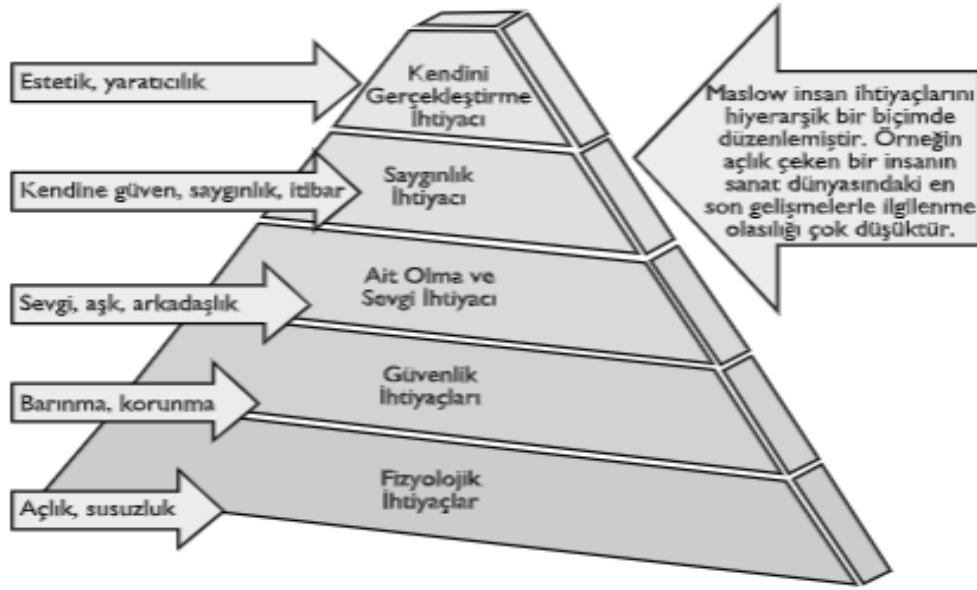 Estetik, yaratıcılık
Kendini
Gerçekleştirme
İhtiyacı
Maslow insan ihtiyaçlarını
hiyerarşik bir biçimde
düzenlemiştir. Örneğin
açlık çeken bir insanın
sanat dünyasındaki en
son gelişmelerle ilgilenme
olasılığı çok düşüktür.
Kendine güven, saygınlık, itibar
Saygınlık
İhtiyacı
Sevgi, aşk, arkadaşlık
Ait Olma ve
Sevgi İhtiyacı
Barınma, korunma
Güvenlik
İhtiyaçları
Açlık, susuzluk
Fizyolojik
İhtiyaçlar